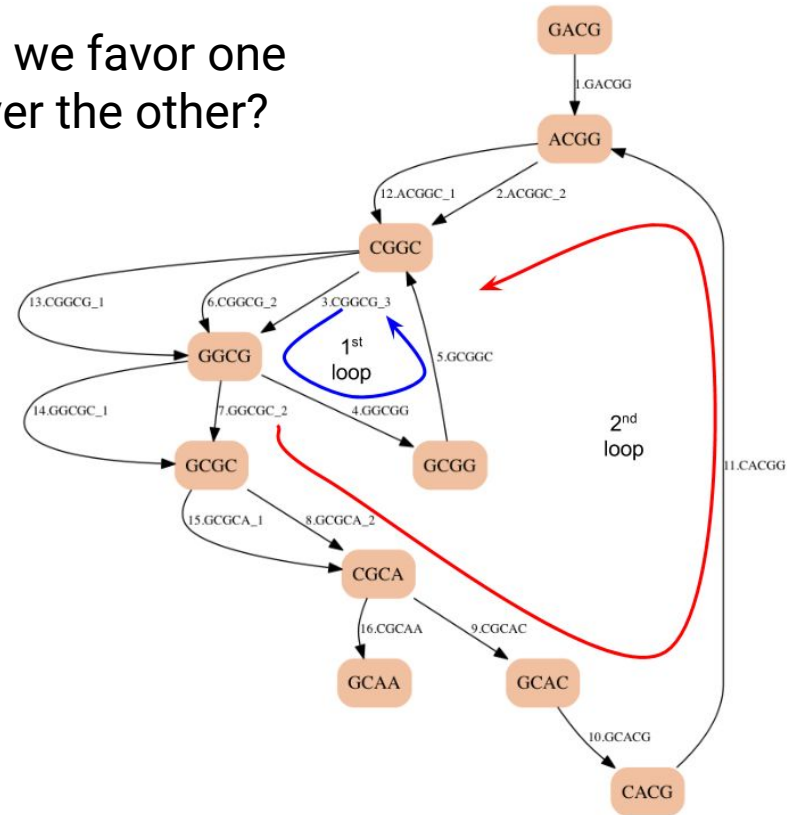 we favor one
ver the other?
GACG
1.GACGG
ACGG
12.ACGGC_1
2.ACGGC_2
CGGC
13.CGGCG_1
6.CGGCG_2
3.CGGCG_3
GGCG
1st
loop
5.GCGGC
14.GGCGC_1
7.GGCGC_2
4.GGCGG
2nd
loop
GCGC
GCGG
11.CACGG
15.GCGCA_1
8.GCGCA_2
CGCA
16.CGCAA
9.CGCAC
GCAA
GCAC
10.GCACG
CACG